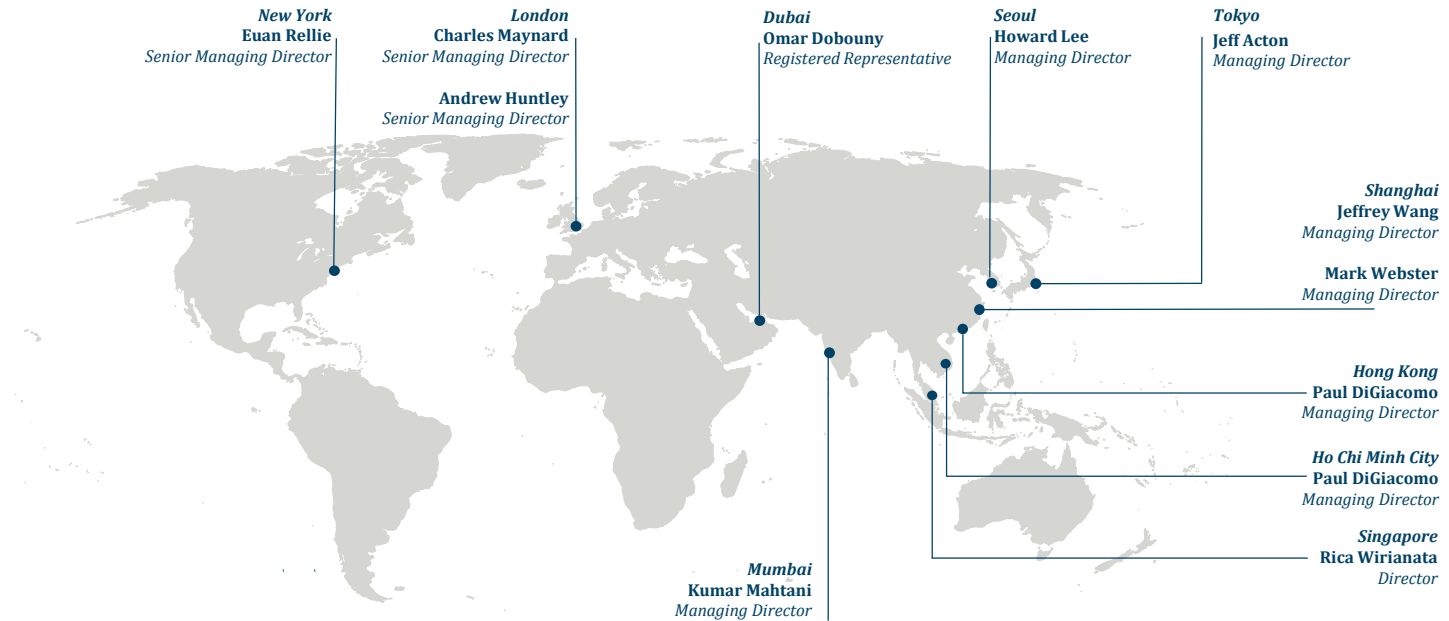 New York
Euan Rellie
Senior Managing Director
London
Charles Maynard
Senior Managing Director
Andrew Huntley
Senior Managing Director
Dubai
Omar Dobouny
Registered Representative
Seoul
Howard Lee
Managing Director
Tokyo
Jeff Acton
Managing Director
Shanghai
Jeffrey Wang
Managing Director
Mark Webster
Managing Director
Hong Kong
Paul DiGiacomo
Managing Director
Ho Chi Minh City
Paul DiGiacomo
Managing Director
Singapore
Rica Wirianata
Director
Mumbai
Kumar Mahtani
Managing Director